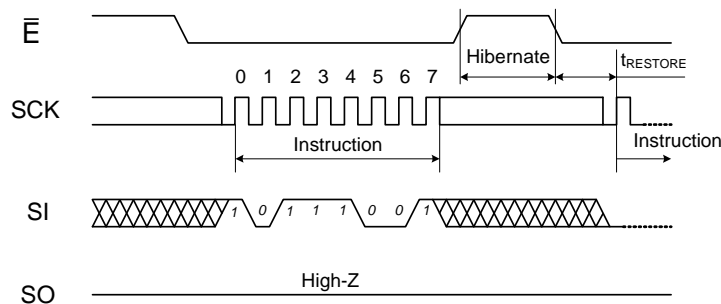 Ē
Hibernate
tRESTORE
0 1 2 3 4 5 6 7
SCK
Instruction
Instruction
SI
1 0 1 1 1 0 0 1
High-Z
SO